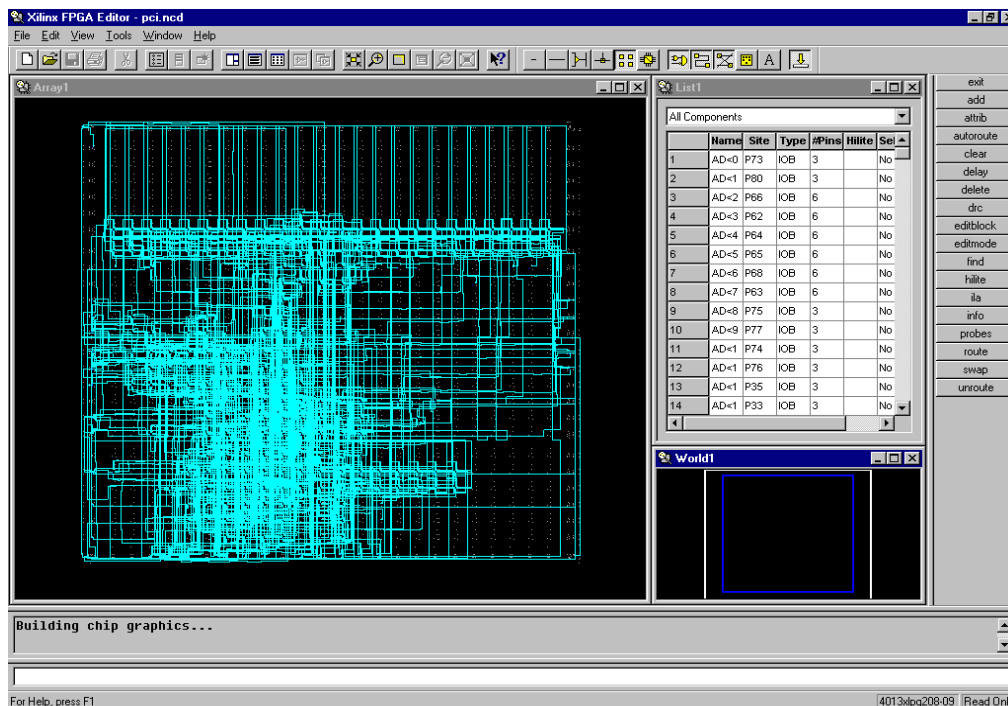 Xilinx FPGA Editor - pci.ncd
File Edit View Tools Window Help
Array1
List1
All Components
Name Site Type #Pins Hilite Sel
1 AD<0 P73 IOB 3 No
2 AD<1 P80 IOB 3 No
3 AD<2 P66 IOB 6 No
4 AD<3 P62 IOB 6 No
5 AD<4 P64 IOB 6 No
6 AD<5 P65 IOB 6 No
7 AD<6 P68 IOB 6 No
8 AD<7 P63 IOB 6 No
9 AD<8 P75 IOB 3 No
10 AD<9 P77 IOB 3 No
11 AD<1 P74 IOB 3 No
12 AD<1 P76 IOB 3 No
13 AD<1 P35 IOB 3 No
14 AD<1 P33 IOB 3 No
World1
exit
add
attrib
autoroute
clear
delay
delete
drc
editblock
editmode
find
hilite
ila
info
probes
route
swap
unroute
Building chip graphics...
For Help, press F1
4013xlpq208-09 Read Onl